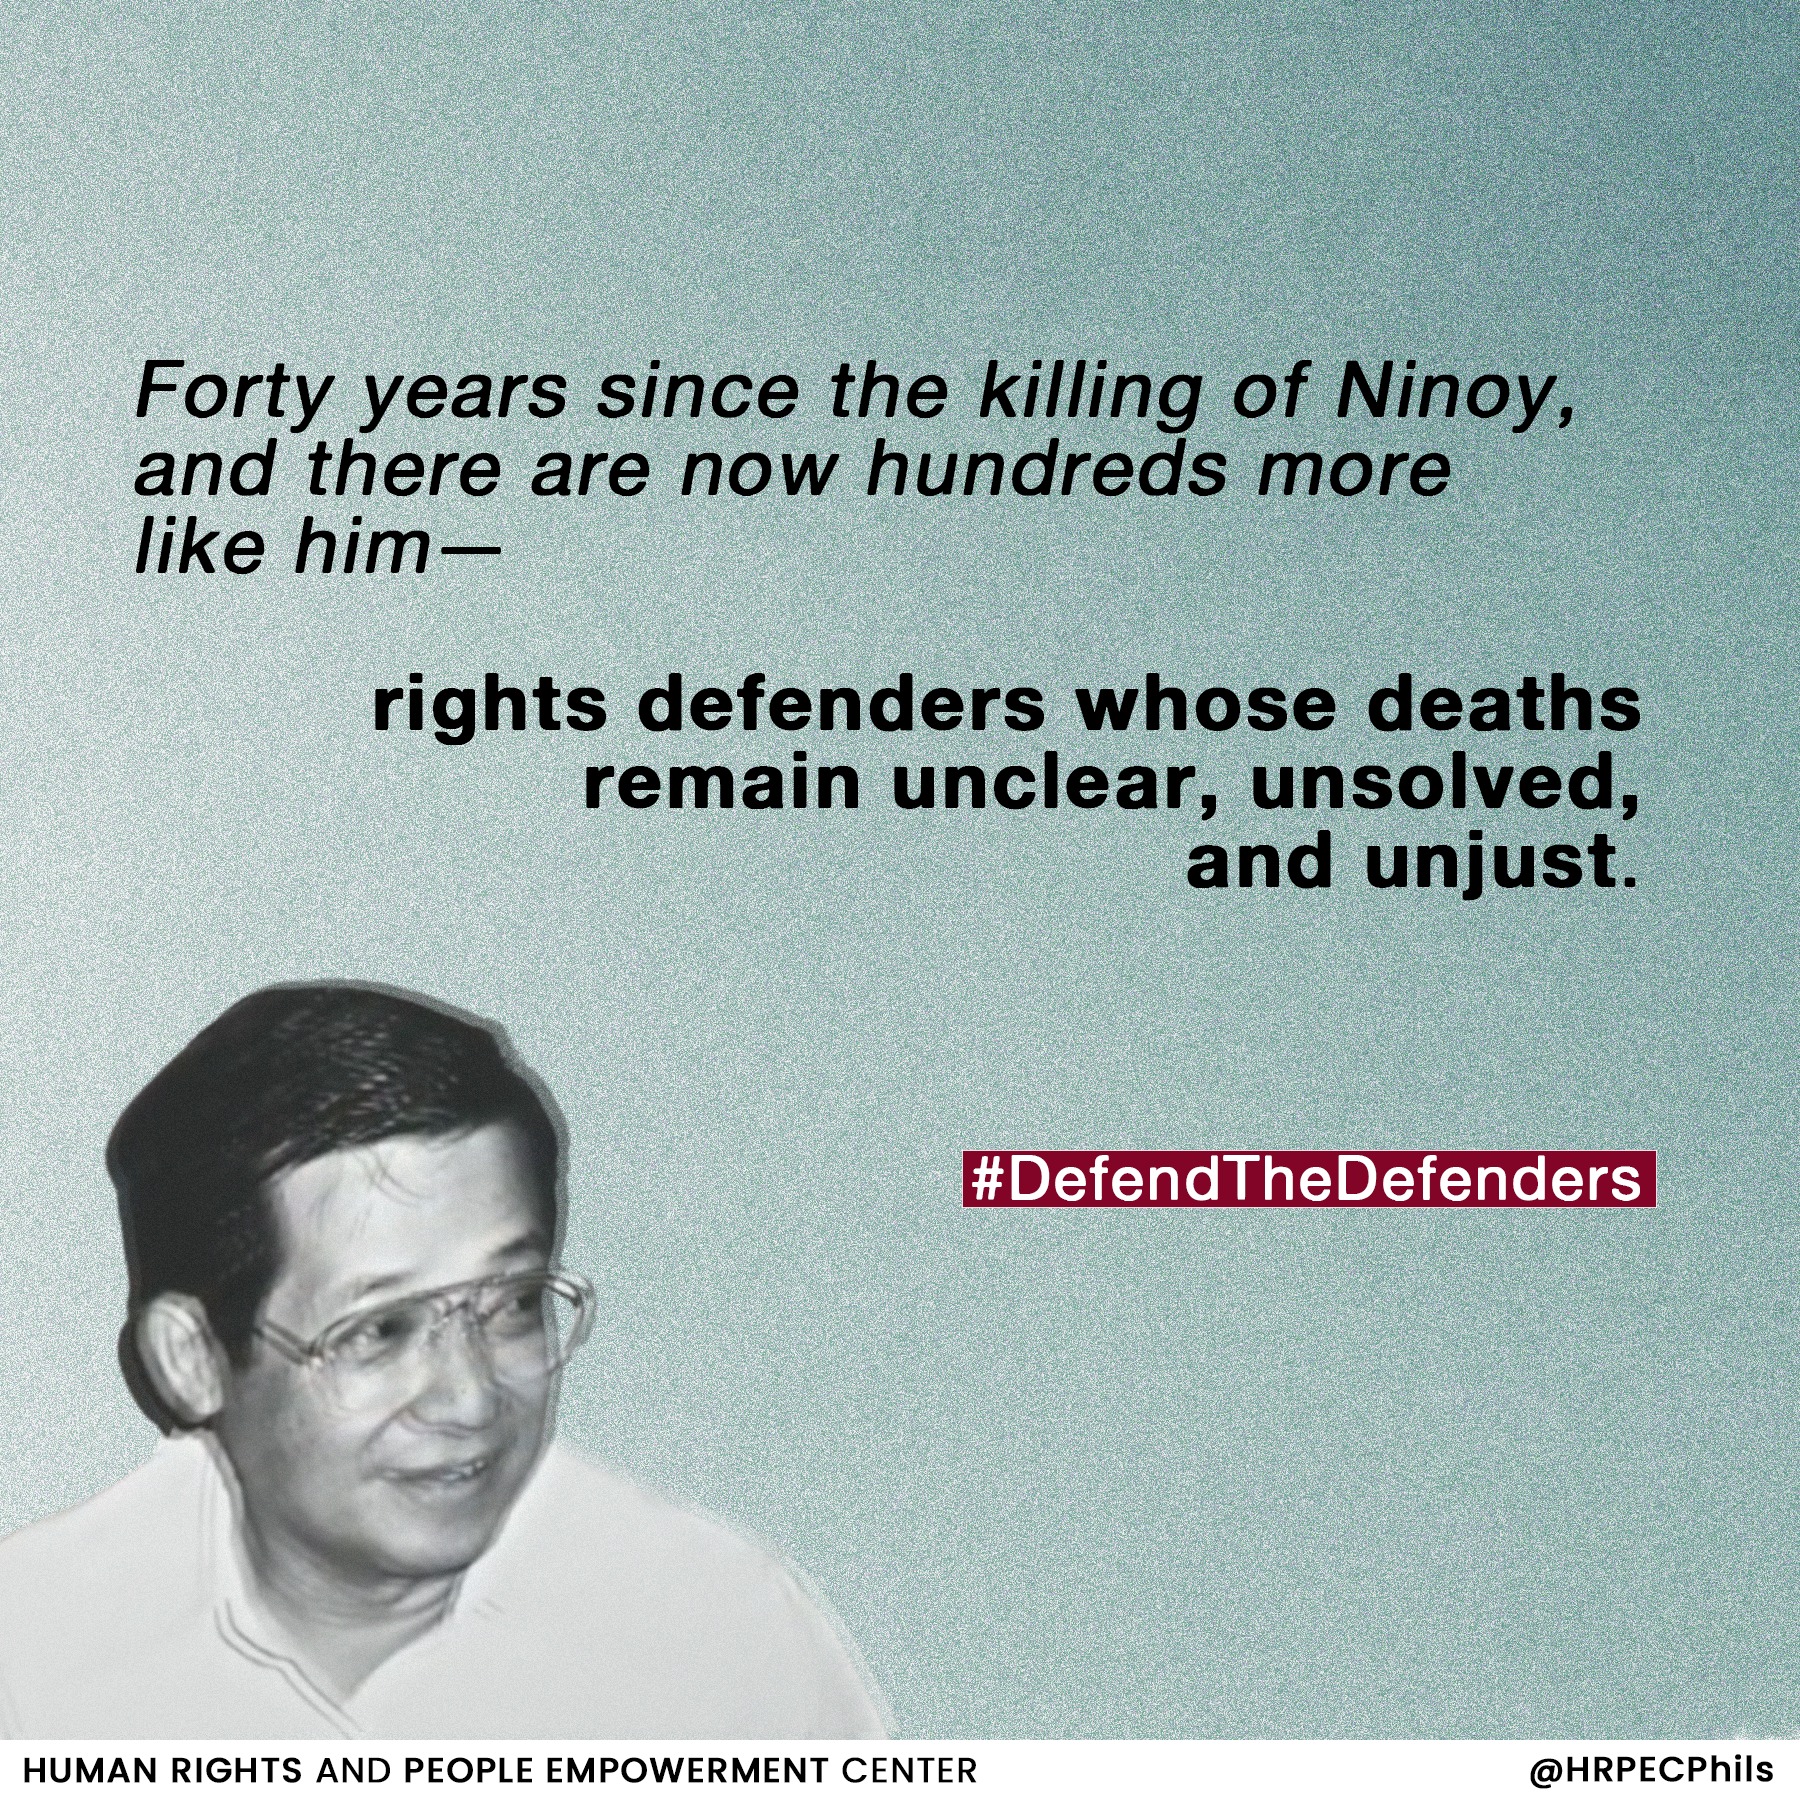 Forty years since the killing of Ninoy,
and there are now hundreds more
like him—
rights defenders whose deaths
remain unclear, unsolved,
and unjust.
#DefendTheDefenders
HUMAN RIGHTS AND PEOPLE EMPOWERMENT CENTER
@HRPECPhils